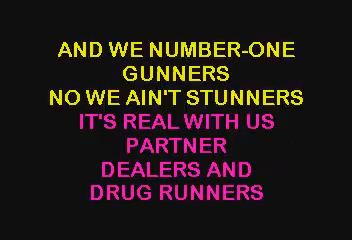 AND WE NUMBER-ONE
GUNNERS
NO WE AIN'T STUNNERS
IT'S REAL WITH US
PARTNER
DEALERS AND
DRUG RUNNERS